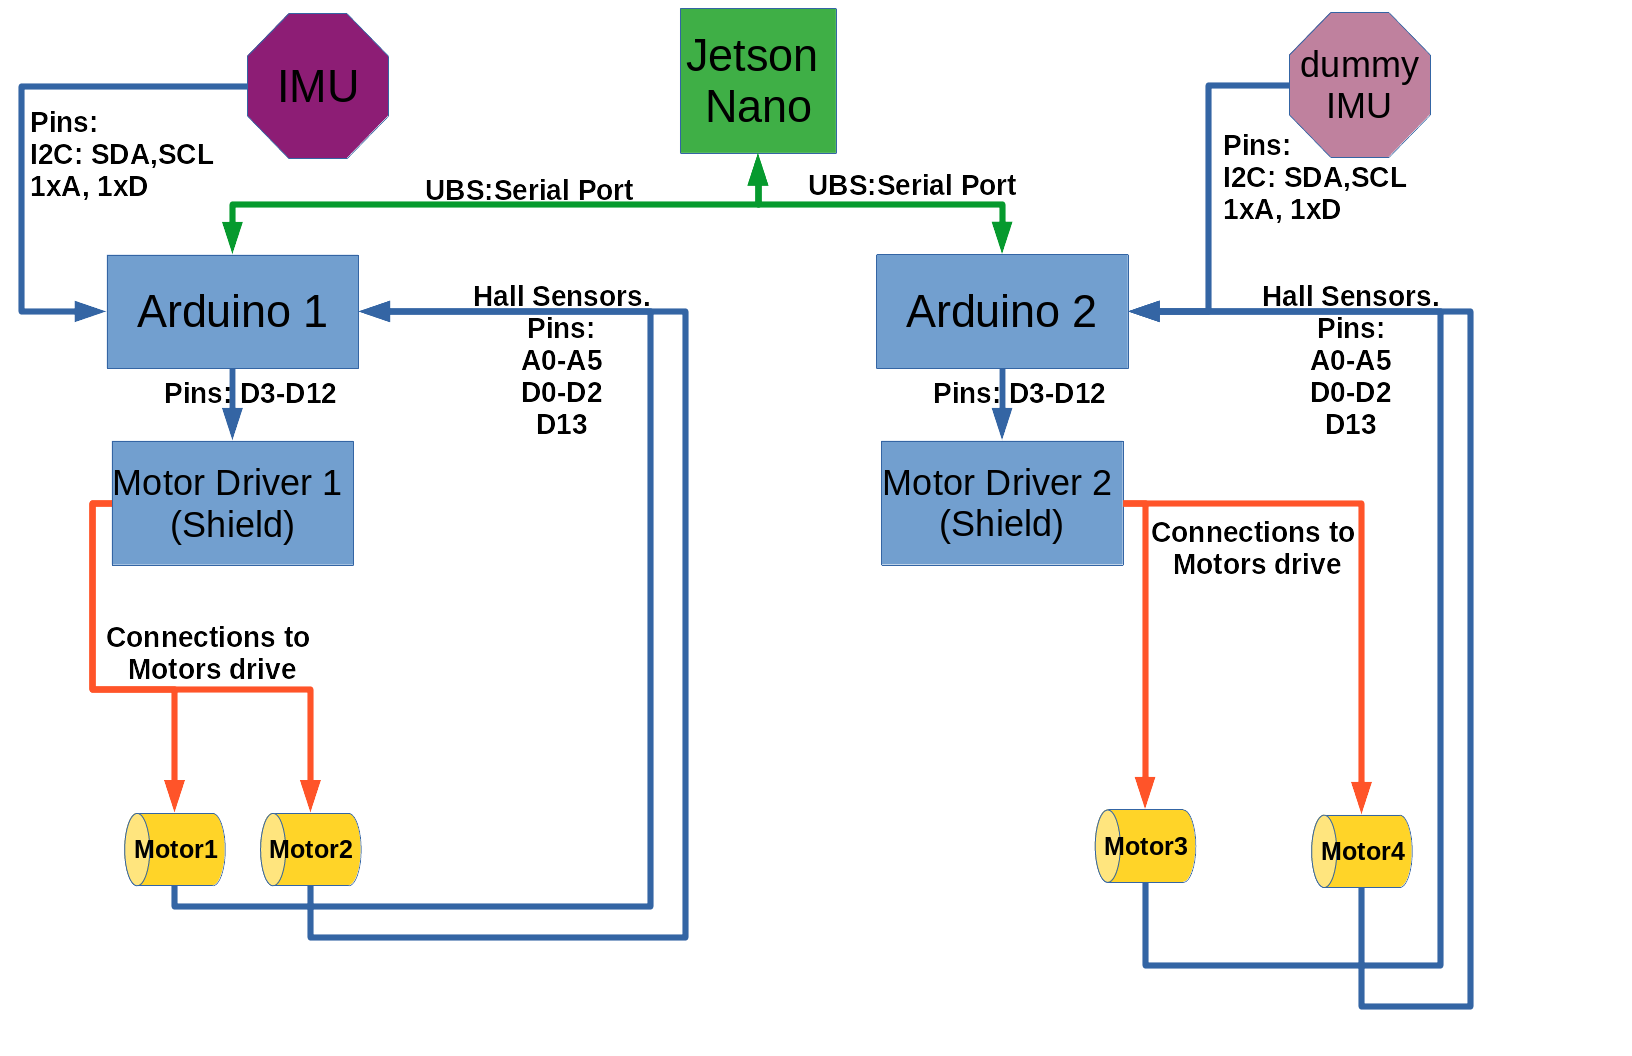 IMU
Jetson
Nano
dummy
IMU
Pins:
I2C: SDA,SCL
1xA, 1xD
UBS:Serial Port
UBS:Serial Port
Pins:
I2C: SDA,SCL
1xA, 1xD
Arduino 1
Hall Sensors.
Pins:
A0-A5
D0-D2
D13
Arduino 2
Hall Sensors.
Pins:
A0-A5
D0-D2
D13
Pins: D3-D12
Pins: D3-D12
Motor Driver 1
(Shield)
Motor Driver 2
(Shield)
Connections to
Motors drive
Connections to
Motors drive
Motor1
Motor2
Motor3
Motor4